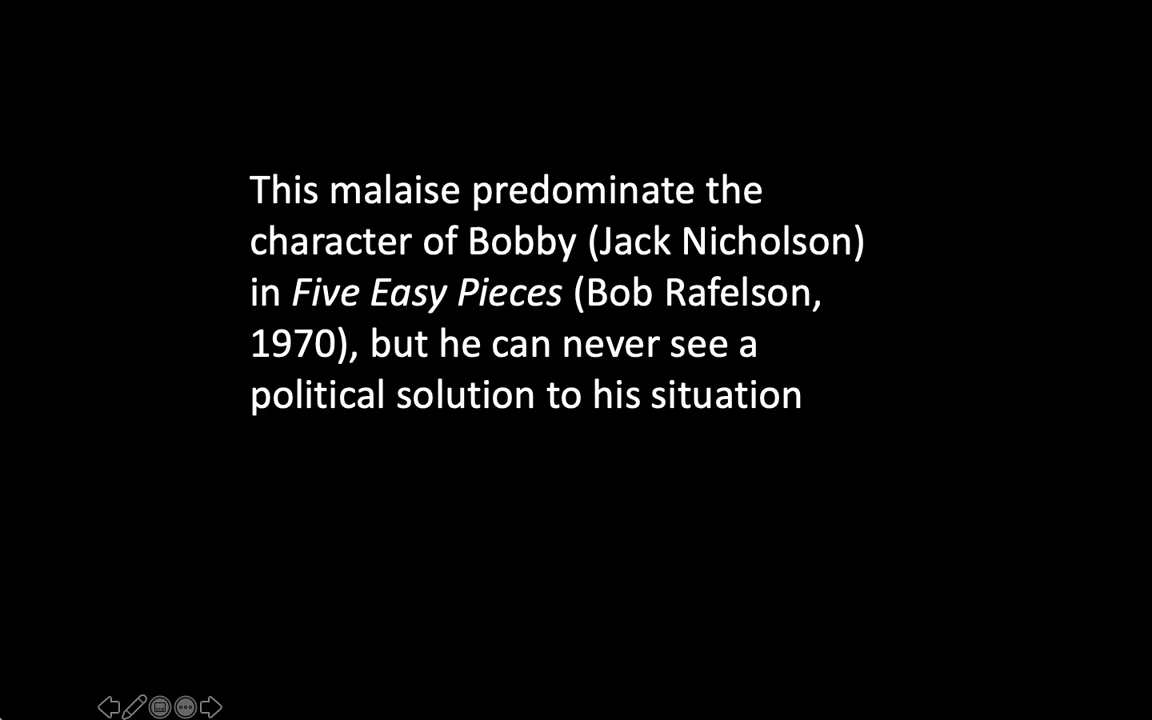 This malaise predominate the
character of Bobby (Jack Nicholson)
in Five Easy Pieces (Bob Rafelson,
1970), but he can never see a
political solution to his situation